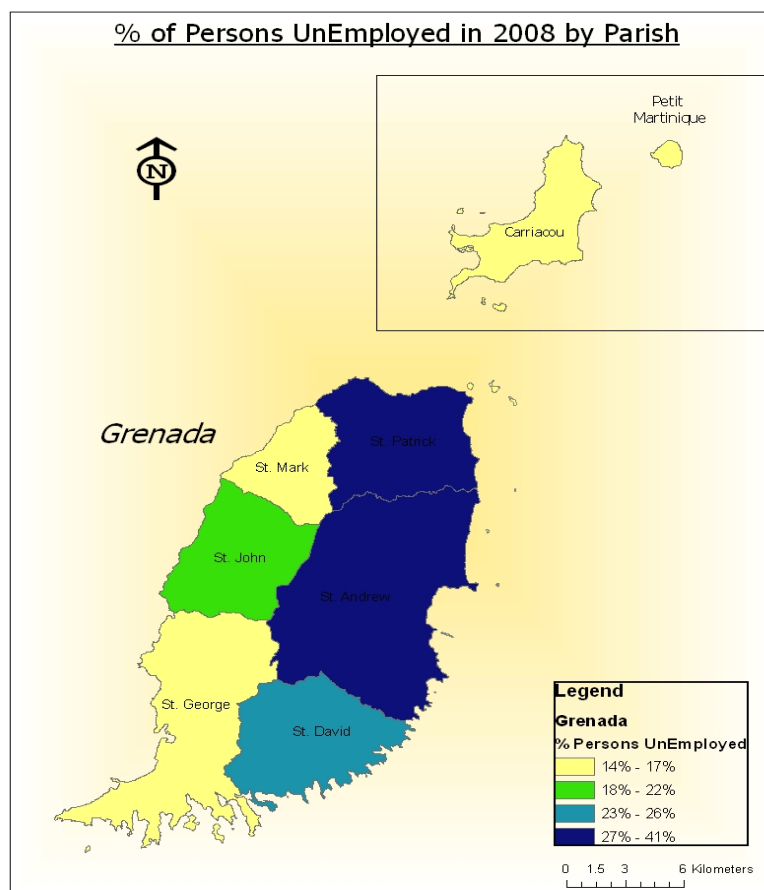 % of Persons UnEmployed in 2008 by Parish
Petit
Martinique
N
Carriacou
Grenada
St. Patrick
St. Mark
St. John
St. Andrew
St. George
St. David
Legend
Grenada
% Persons UnEmployed
14% - 17%
18% - 22%
23% - 26%
27% - 41%
0 1.5 3 6 Kilometers